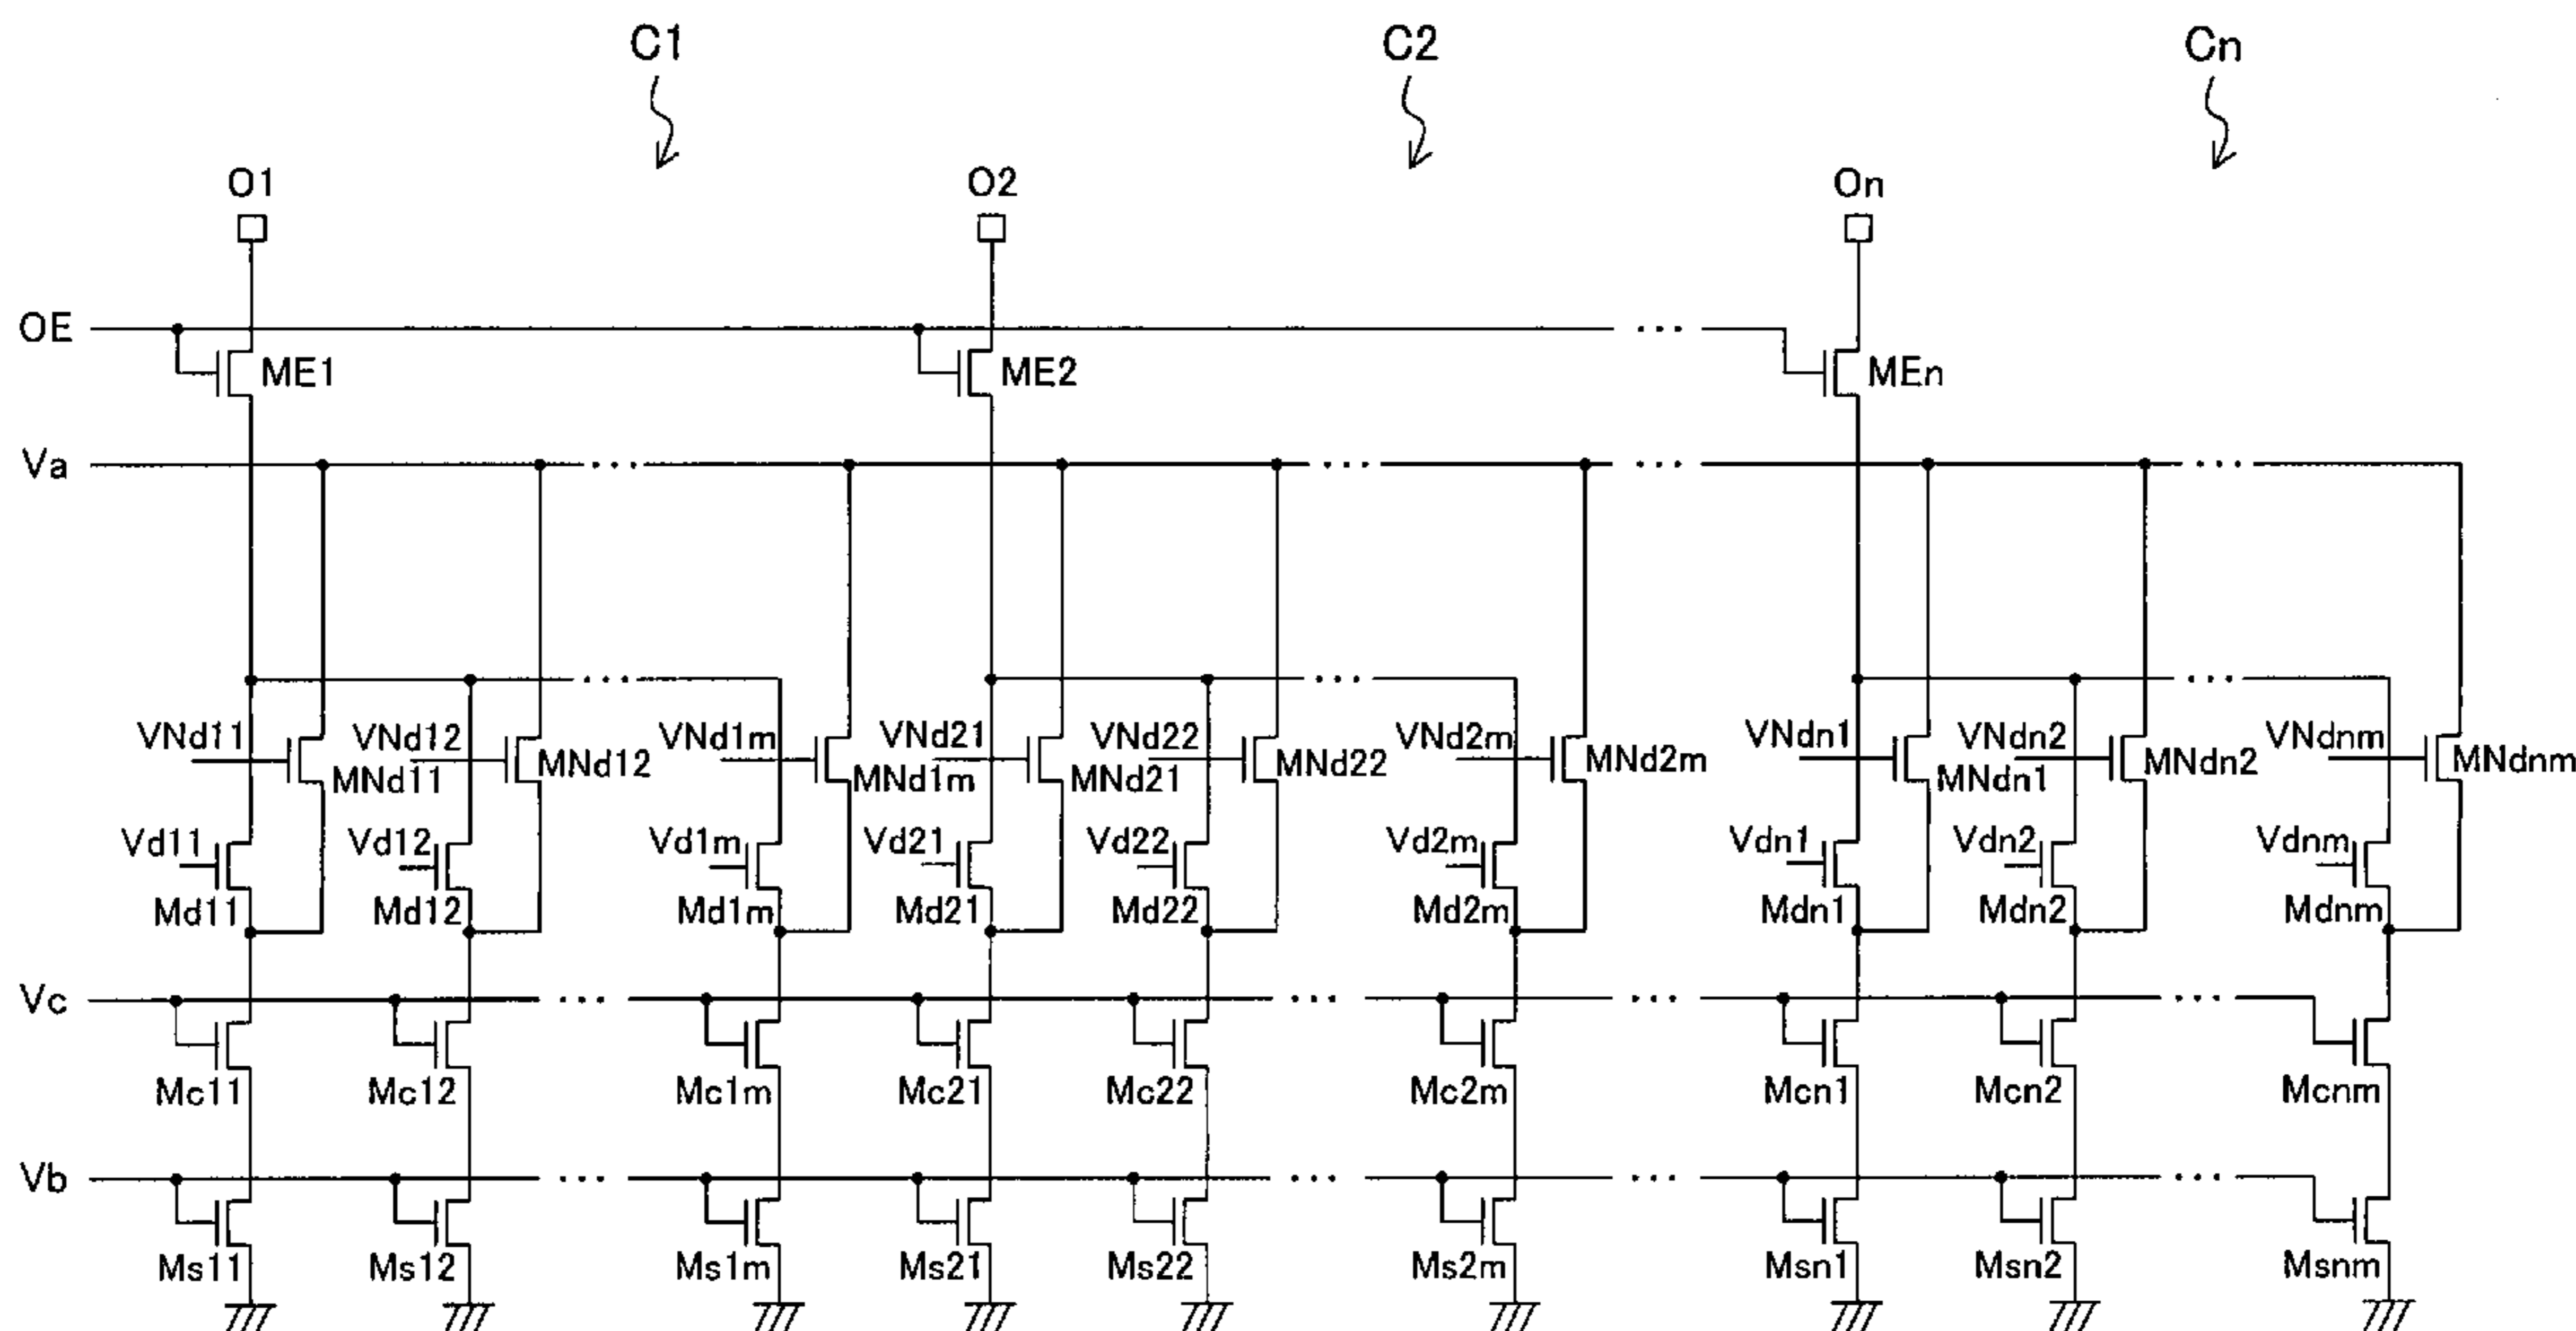 C1 C2 Cn
O1 O2 On
OE ...
ME1 ME2 MEn
Va ... ... ... ...
... ... ...
VNd11 VNd12 VNd1m VNd21 VNd22 VNd2m VNdn1 VNdn2 VNdnm
MNd11 MNd12 MNd1m MNd21 MNd22 MNd2m MNdn1 MNdn2 MNdnm
Vd11 Vd12 Vd1m Vd21 Vd22 Vd2m Vdn1 Vdn2 Vdnm
Md11 Md12 Md1m Md21 Md22 Md2m Mdn1 Mdn2 Mdnm
Vc ... ... ... ...
Mc11 Mc12 Mc1m Mc21 Mc22 Mc2m Mcn1 Mcn2 Mcnm
Vb ... ... ... ...
Ms11 Ms12 Ms1m Ms21 Ms22 Ms2m Msn1 Msn2 Msnm